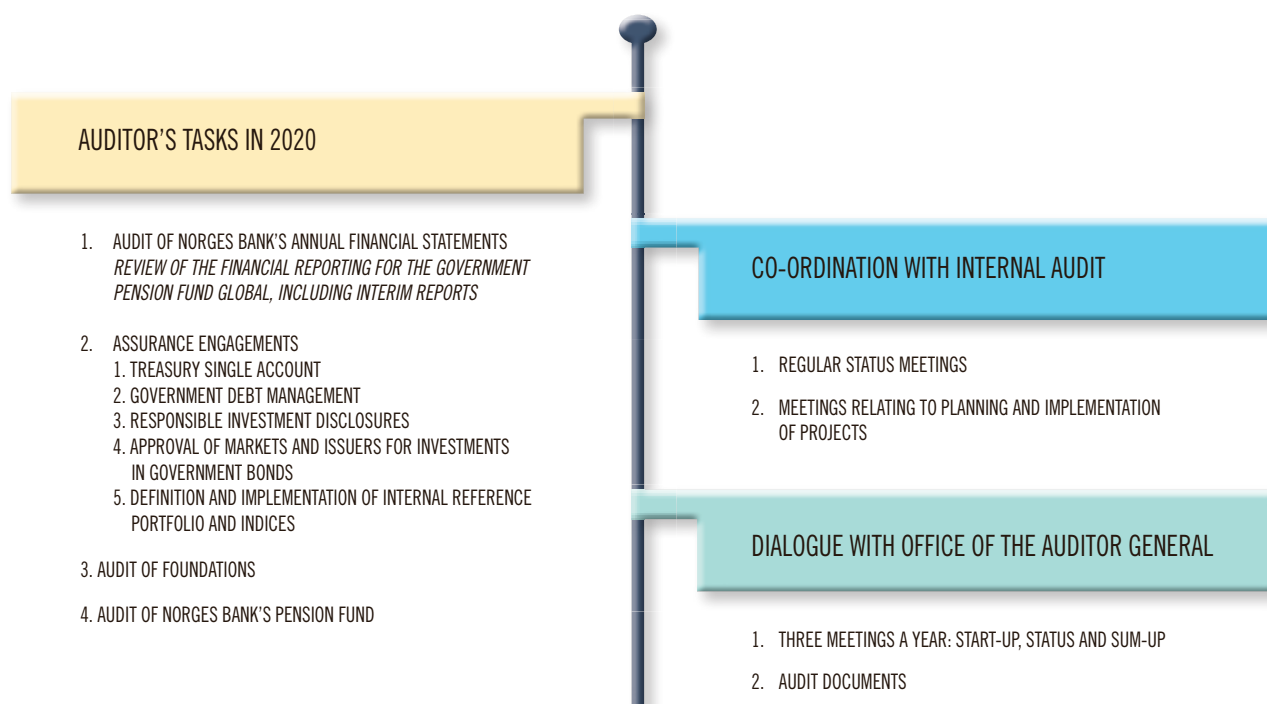 AUDITOR'S TASKS IN 2020
1. AUDIT OF NORGES BANK'S ANNUAL FINANCIAL STATEMENTS
REVIEW OF THE FINANCIAL REPORTING FOR THE GOVERNMENT
PENSION FUND GLOBAL, INCLUDING INTERIM REPORTS
2. ASSURANCE ENGAGEMENTS
1. TREASURY SINGLE ACCOUNT
2. GOVERNMENT DEBT MANAGEMENT
3. RESPONSIBLE INVESTMENT DISCLOSURES
4. APPROVAL OF MARKETS AND ISSUERS FOR INVESTMENTS
IN GOVERNMENT BONDS
5. DEFINITION AND IMPLEMENTATION OF INTERNAL REFERENCE
PORTFOLIO AND INDICES
3. AUDIT OF FOUNDATIONS
4. AUDIT OF NORGES BANK'S PENSION FUND
CO-ORDINATION WITH INTERNAL AUDIT
1. REGULAR STATUS MEETINGS
2. MEETINGS RELATING TO PLANNING AND IMPLEMENTATION
OF PROJECTS
DIALOGUE WITH OFFICE OF THE AUDITOR GENERAL
1. THREE MEETINGS A YEAR: START-UP, STATUS AND SUM-UP
2. AUDIT DOCUMENTS